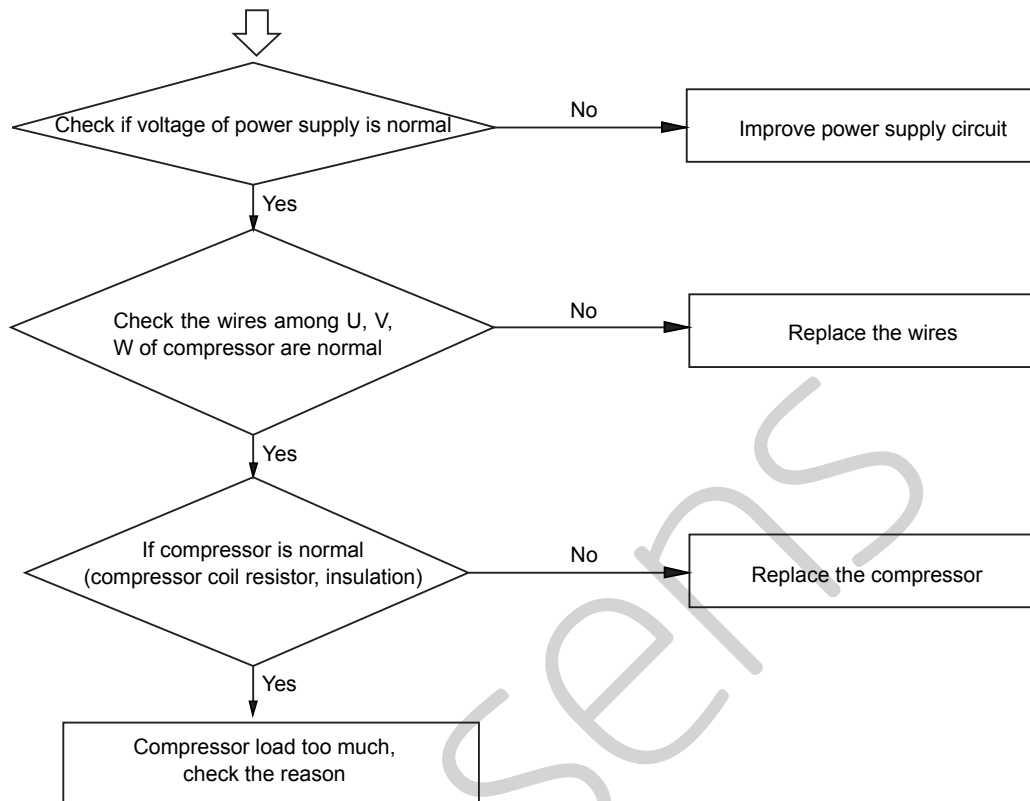 Check if voltage of power supply is normal
No
Improve power supply circuit
Yes
Check the wires among U, V,
W of compressor are normal
No
Replace the wires
Yes
If compressor is normal
(compressor coil resistor, insulation)
No
Replace the compressor
Yes
Compressor load too much,
check the reason
sens